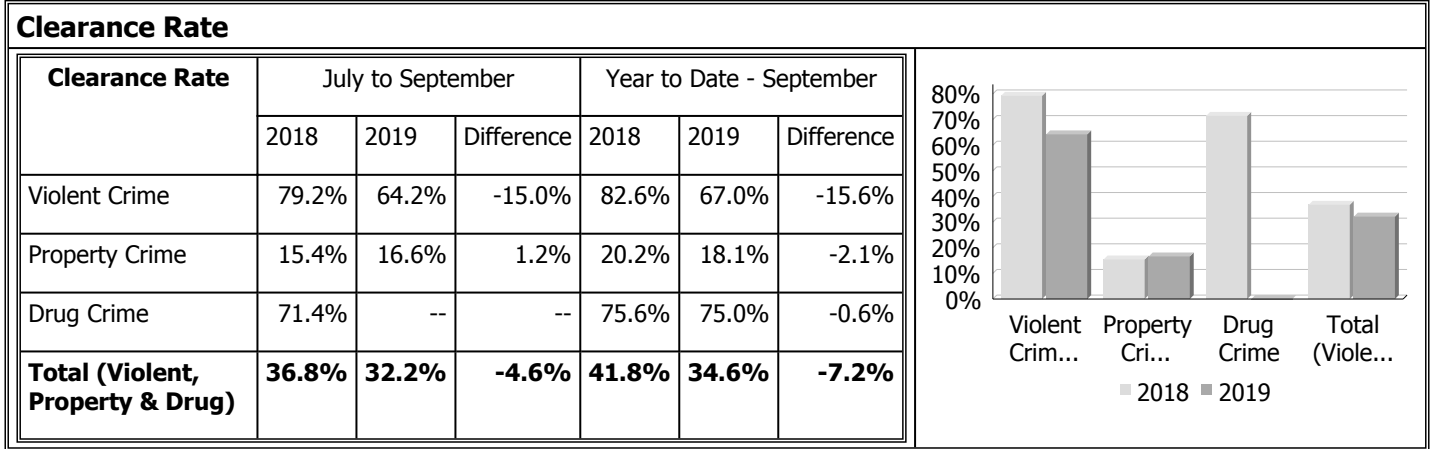 Clearance Rate
Clearance Rate July to September Year to Date - September
2018 2019 Difference 2018 2019 Difference
Violent Crime 79.2% 64.2% -15.0% 82.6% 67.0% -15.6%
Property Crime 15.4% 16.6% 1.2% 20.2% 18.1% -2.1%
Drug Crime 71.4% -- -- 75.6% 75.0% -0.6%
Total (Violent,
Property & Drug) 36.8% 32.2% -4.6% 41.8% 34.6% -7.2%
80%
70%
60%
50%
40%
30%
20%
10%
0%
Violent Property Drug Total
Crim... Cri... Crime (Viole...
2018 2019